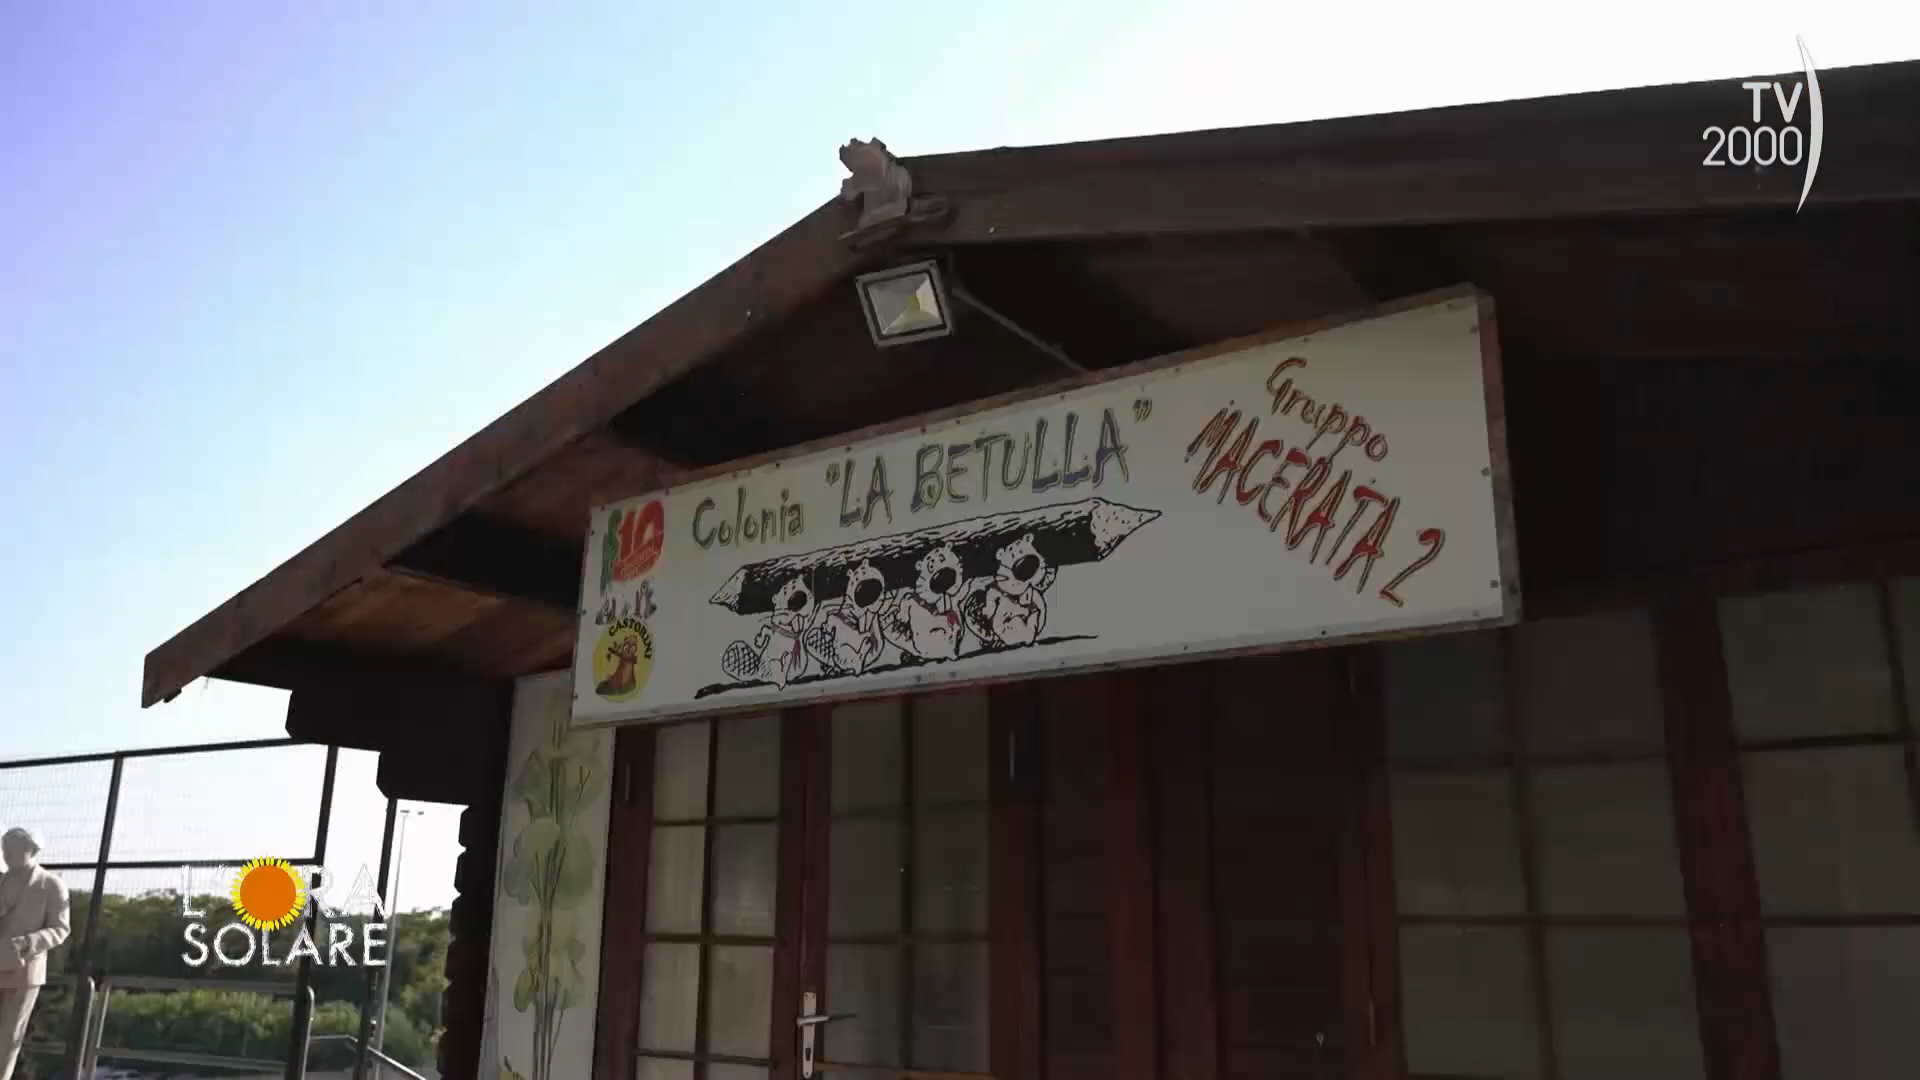 TV
2000
Colonia "LA BETULLA"
Gruppo
MACERATA 2
10
CASTORINI
L'ORA
SOLARE